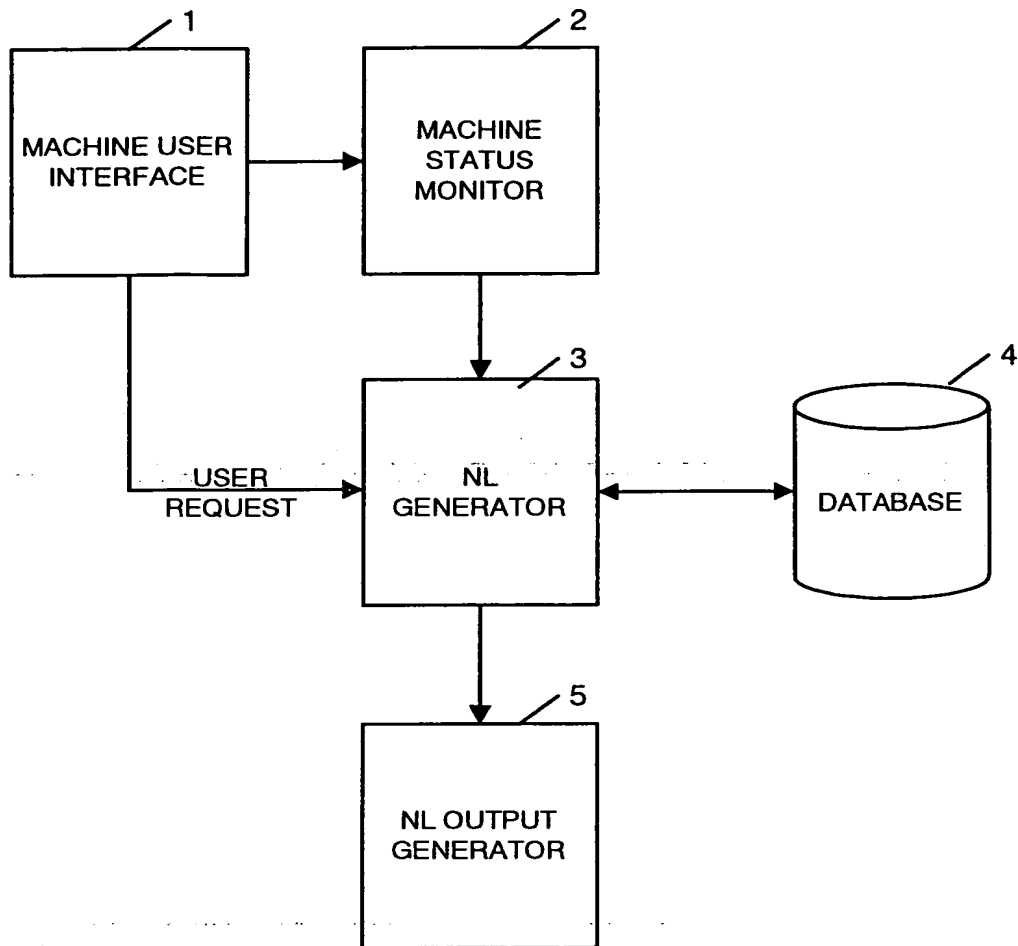 1
MACHINE USER
INTERFACE
2
MACHINE
STATUS
MONITOR
3
NL
GENERATOR
USER
REQUEST
4
DATABASE
5
NL OUTPUT
GENERATOR